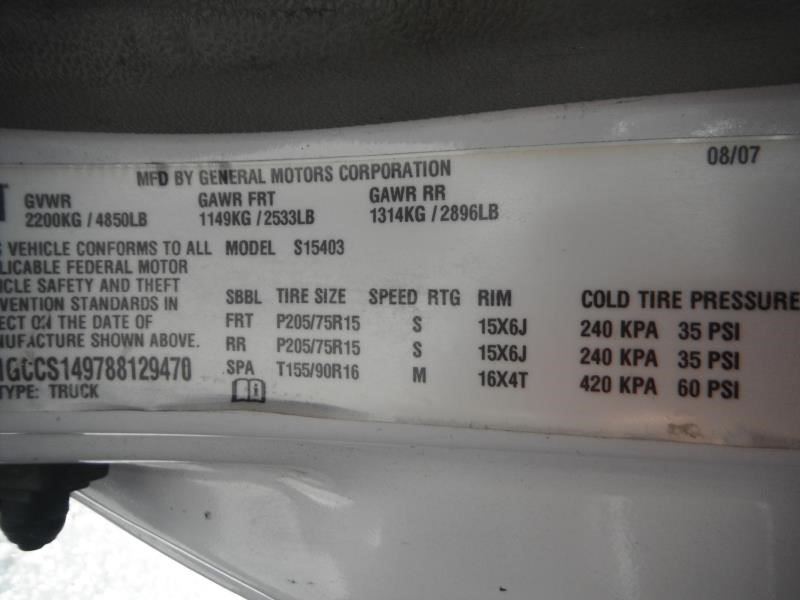 08/07
MFD BY GENERAL MOTORS CORPORATION
T GVWR GAWR FRT GAWR RR
2200KG / 4850LB 1149KG / 2533LB 1314KG / 2896LB
S VEHICLE CONFORMS TO ALL MODEL S15403
PLICABLE FEDERAL MOTOR
HICLE SAFETY AND THEFT
EVENTION STANDARDS IN SBBL TIRE SIZE SPEED RTG RIM COLD TIRE PRESSURE
ECT ON THE DATE OF FRT P205/75R15 S 15X6J 240 KPA 35 PSI
NUFACTURE SHOWN ABOVE. RR P205/75R15 S 15X6J 240 KPA 35 PSI
1GCCS149788129470 SPA T155/90R16 M 16X4T 420 KPA 60 PSI
TYPE: TRUCK